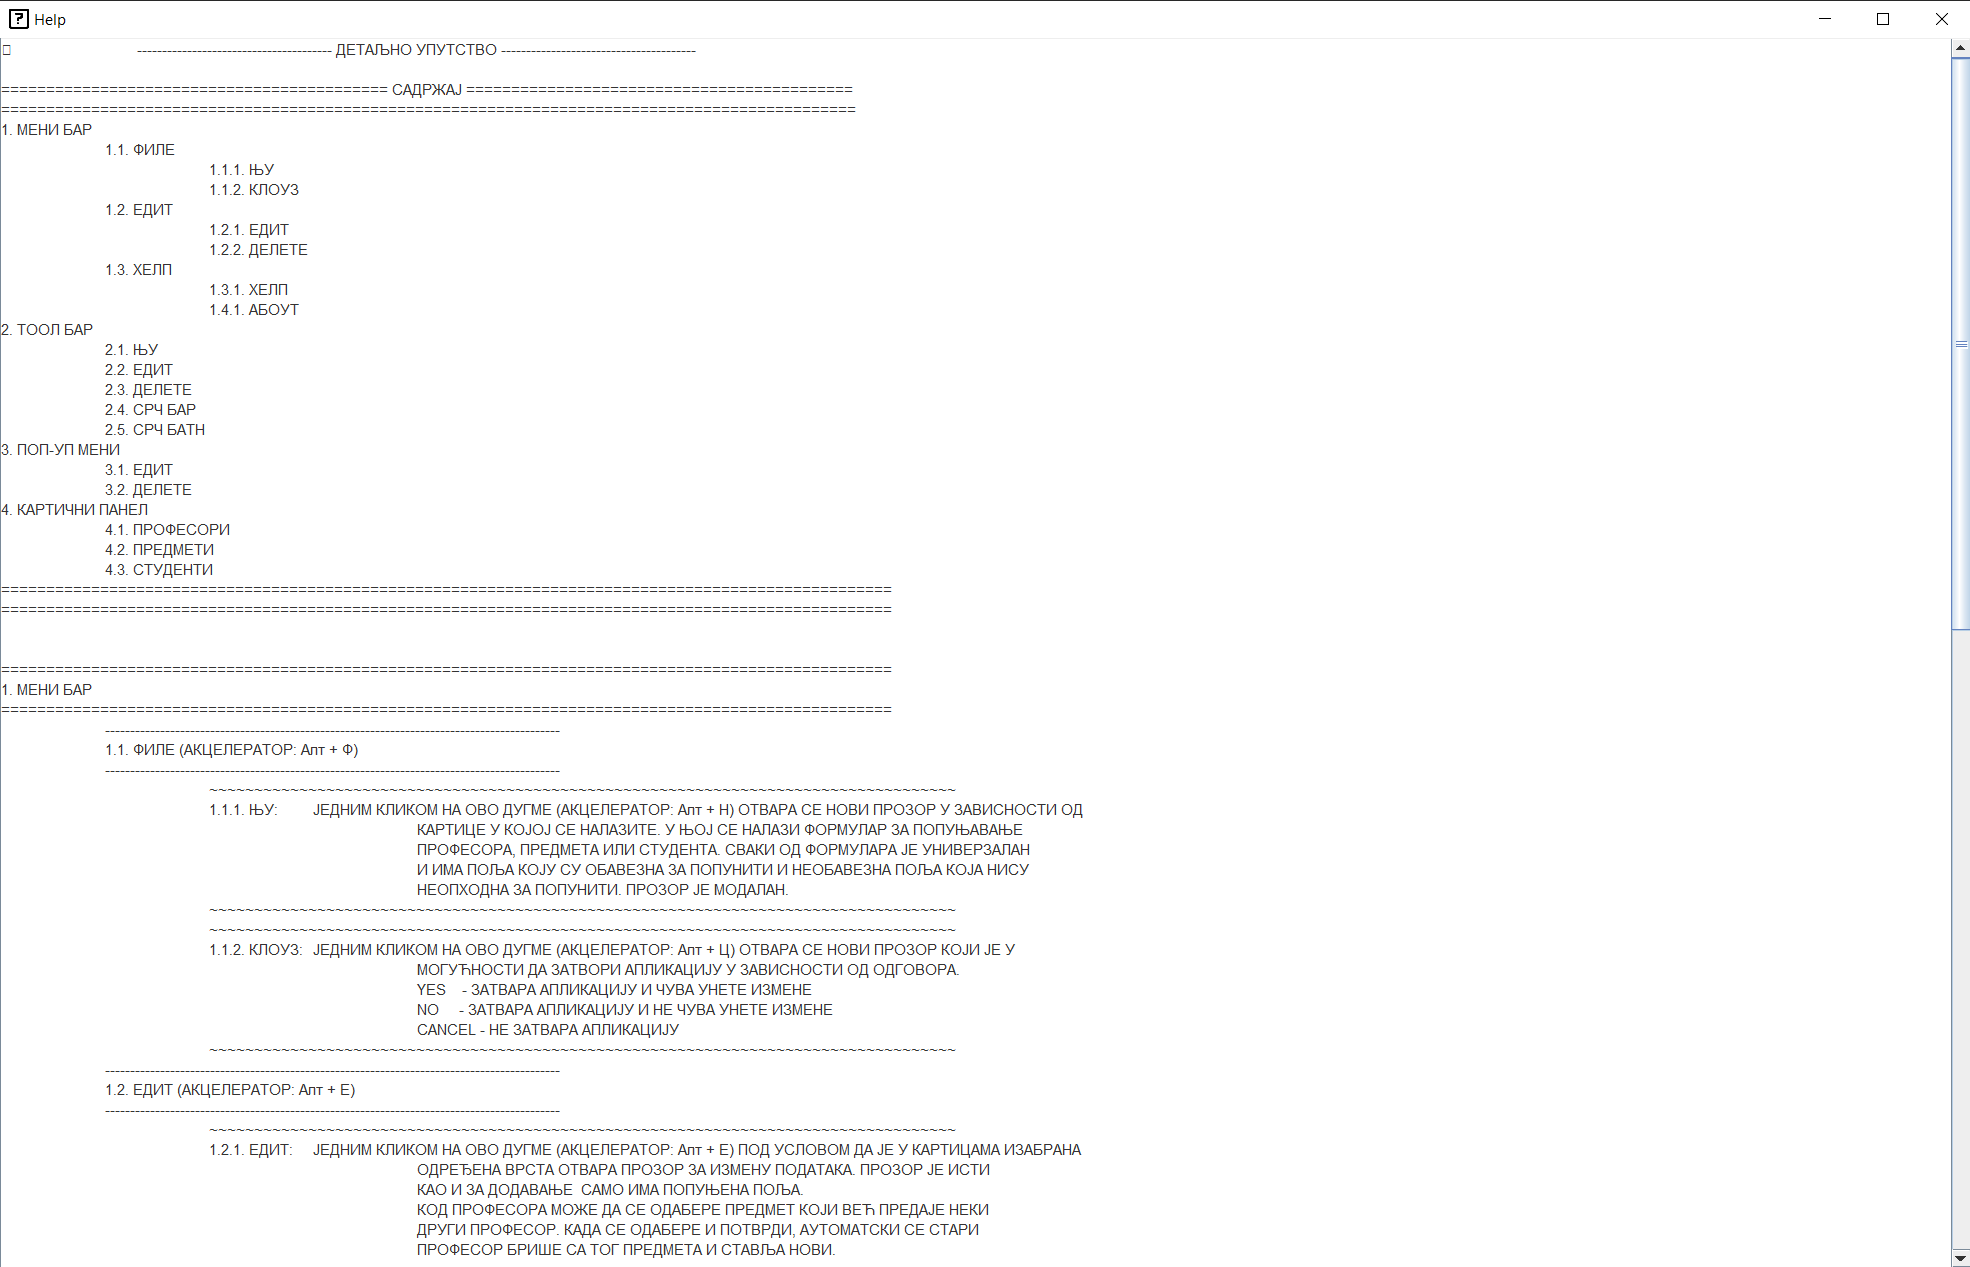 Help
---------------------------------------- ДЕТАЉНО УПУТСТВО ----------------------------------------
=========================================== САДРЖАЈ ===========================================
===============================================================================================
1. МЕНИ БАР
1.1. ФИЛЕ
1.1.1. ЊУ
1.1.2. КЛОУЗ
1.2. ЕДИТ
1.2.1. ЕДИТ
1.2.2. ДЕЛЕТЕ
1.3. ХЕЛП
1.3.1. ХЕЛП
1.4.1. АБОУТ
2. ТООЛ БАР
2.1. ЊУ
2.2. ЕДИТ
2.3. ДЕЛЕТЕ
2.4. СРЧ БАР
2.5. СРЧ БАТН
3. ПОП-УП МЕНИ
3.1. ЕДИТ
3.2. ДЕЛЕТЕ
4. КАРТИЧНИ ПАНЕЛ
4.1. ПРОФЕСОРИ
4.2. ПРЕДМЕТИ
4.3. СТУДЕНТИ
===================================================================================================
===================================================================================================
===================================================================================================
1. МЕНИ БАР
===================================================================================================
-------------------------------------------------------------------------------------------
1.1. ФИЛЕ (АКЦЕЛЕРАТОР: Алт + Ф)
-------------------------------------------------------------------------------------------
~~~~~~~~~~~~~~~~~~~~~~~~~~~~~~~~~~~~~~~~~~~~~~~~~~~~~~~~~~~~~~~~~~~~~~~~~~~~~~~~~~~
1.1.1. ЊУ: ЈЕДНИМ КЛИКОМ НА ОВО ДУГМЕ (АКЦЕЛЕРАТОР: Алт + Н) ОТВАРА СЕ НОВИ ПРОЗОР У ЗАВИСНОСТИ ОД
КАРТИЦЕ У КОЈОЈ СЕ НАЛАЗИТЕ. У ЊОЈ СЕ НАЛАЗИ ФОРМУЛАР ЗА ПОПУЊАВАЊЕ
ПРОФЕСОРА, ПРЕДМЕТА ИЛИ СТУДЕНТА. СВАКИ ОД ФОРМУЛАРА ЈЕ УНИВЕРЗАЛАН
И ИМА ПОЉА КОЈУ СУ ОБАВЕЗНА ЗА ПОПУНИТИ И НЕОБАВЕЗНА ПОЉА КОЈА НИСУ
НЕОПХОДНА ЗА ПОПУНИТИ. ПРОЗОР ЈЕ МОДАЛАН.
~~~~~~~~~~~~~~~~~~~~~~~~~~~~~~~~~~~~~~~~~~~~~~~~~~~~~~~~~~~~~~~~~~~~~~~~~~~~~~~~~~~
~~~~~~~~~~~~~~~~~~~~~~~~~~~~~~~~~~~~~~~~~~~~~~~~~~~~~~~~~~~~~~~~~~~~~~~~~~~~~~~~~~~
1.1.2. КЛОУЗ: ЈЕДНИМ КЛИКОМ НА ОВО ДУГМЕ (АКЦЕЛЕРАТОР: Алт + Ц) ОТВАРА СЕ НОВИ ПРОЗОР КОЈИ ЈЕ У
МОГУЋНОСТИ ДА ЗАТВОРИ АПЛИКАЦИЈУ У ЗАВИСНОСТИ ОД ОДГОВОРА.
YES - ЗАТВАРА АПЛИКАЦИЈУ И ЧУВА УНЕТЕ ИЗМЕНЕ
NO - ЗАТВАРА АПЛИКАЦИЈУ И НЕ ЧУВА УНЕТЕ ИЗМЕНЕ
CANCEL - НЕ ЗАТВАРА АПЛИКАЦИЈУ
~~~~~~~~~~~~~~~~~~~~~~~~~~~~~~~~~~~~~~~~~~~~~~~~~~~~~~~~~~~~~~~~~~~~~~~~~~~~~~~~~~~
-------------------------------------------------------------------------------------------
1.2. ЕДИТ (АКЦЕЛЕРАТОР: Алт + Е)
-------------------------------------------------------------------------------------------
~~~~~~~~~~~~~~~~~~~~~~~~~~~~~~~~~~~~~~~~~~~~~~~~~~~~~~~~~~~~~~~~~~~~~~~~~~~~~~~~~~~
1.2.1. ЕДИТ: ЈЕДНИМ КЛИКОМ НА ОВО ДУГМЕ (АКЦЕЛЕРАТОР: Алт + Е) ПОД УСЛОВОМ ДА ЈЕ У КАРТИЦАМА ИЗАБРАНА
ОДРЕЂЕНА ВРСТА ОТВАРА ПРОЗОР ЗА ИЗМЕНУ ПОДАТАКА. ПРОЗОР ЈЕ ИСТИ
КАО И ЗА ДОДАВАЊЕ  САМО ИМА ПОПУЊЕНА ПОЉА.
КОД ПРОФЕСОРА МОЖЕ ДА СЕ ОДАБЕРЕ ПРЕДМЕТ КОЈИ ВЕЋ ПРЕДАЈЕ НЕКИ
ДРУГИ ПРОФЕСОР. КАДА СЕ ОДАБЕРЕ И ПОТВРДИ, АУТОМАТСКИ СЕ СТАРИ
ПРОФЕСОР БРИШЕ СА ТОГ ПРЕДМЕТА И СТАВЉА НОВИ.